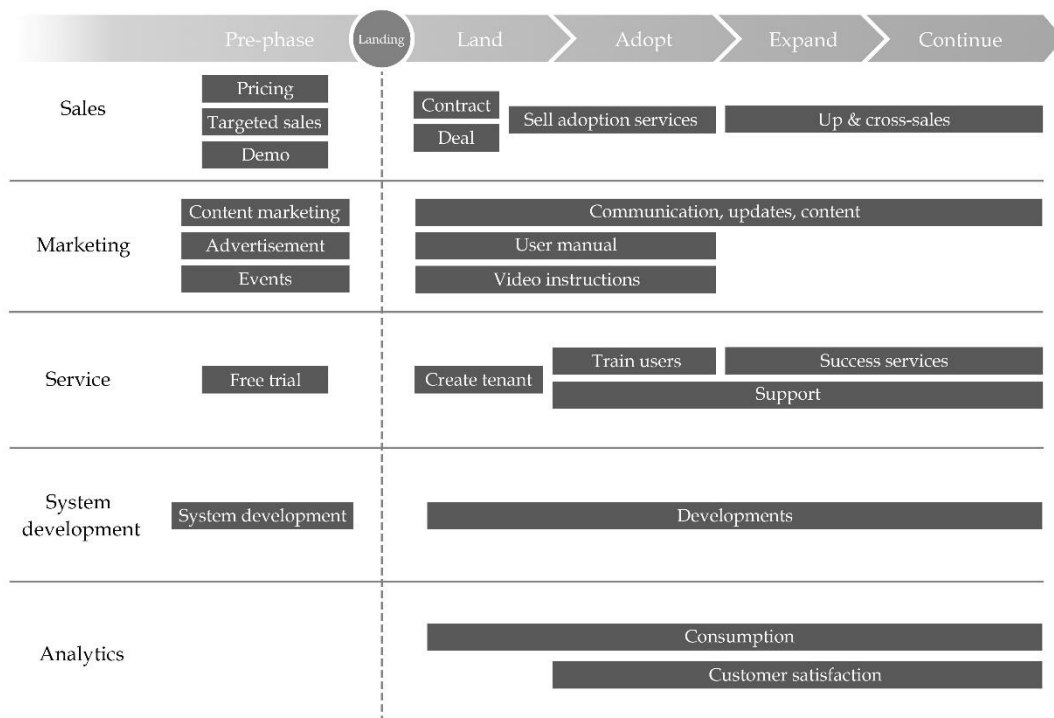 Pre-phase
Landing
Land
Adopt
Expand
Continue
Sales
Pricing
Targeted sales
Demo
Contract
Deal
Sell adoption services
Up & cross-sales
Marketing
Content marketing
Advertisement
Events
Communication, updates, content
User manual
Video instructions
Service
Free trial
Create tenant
Train users
Success services
Support
System
development
System development
Developments
Analytics
Consumption
Customer satisfaction